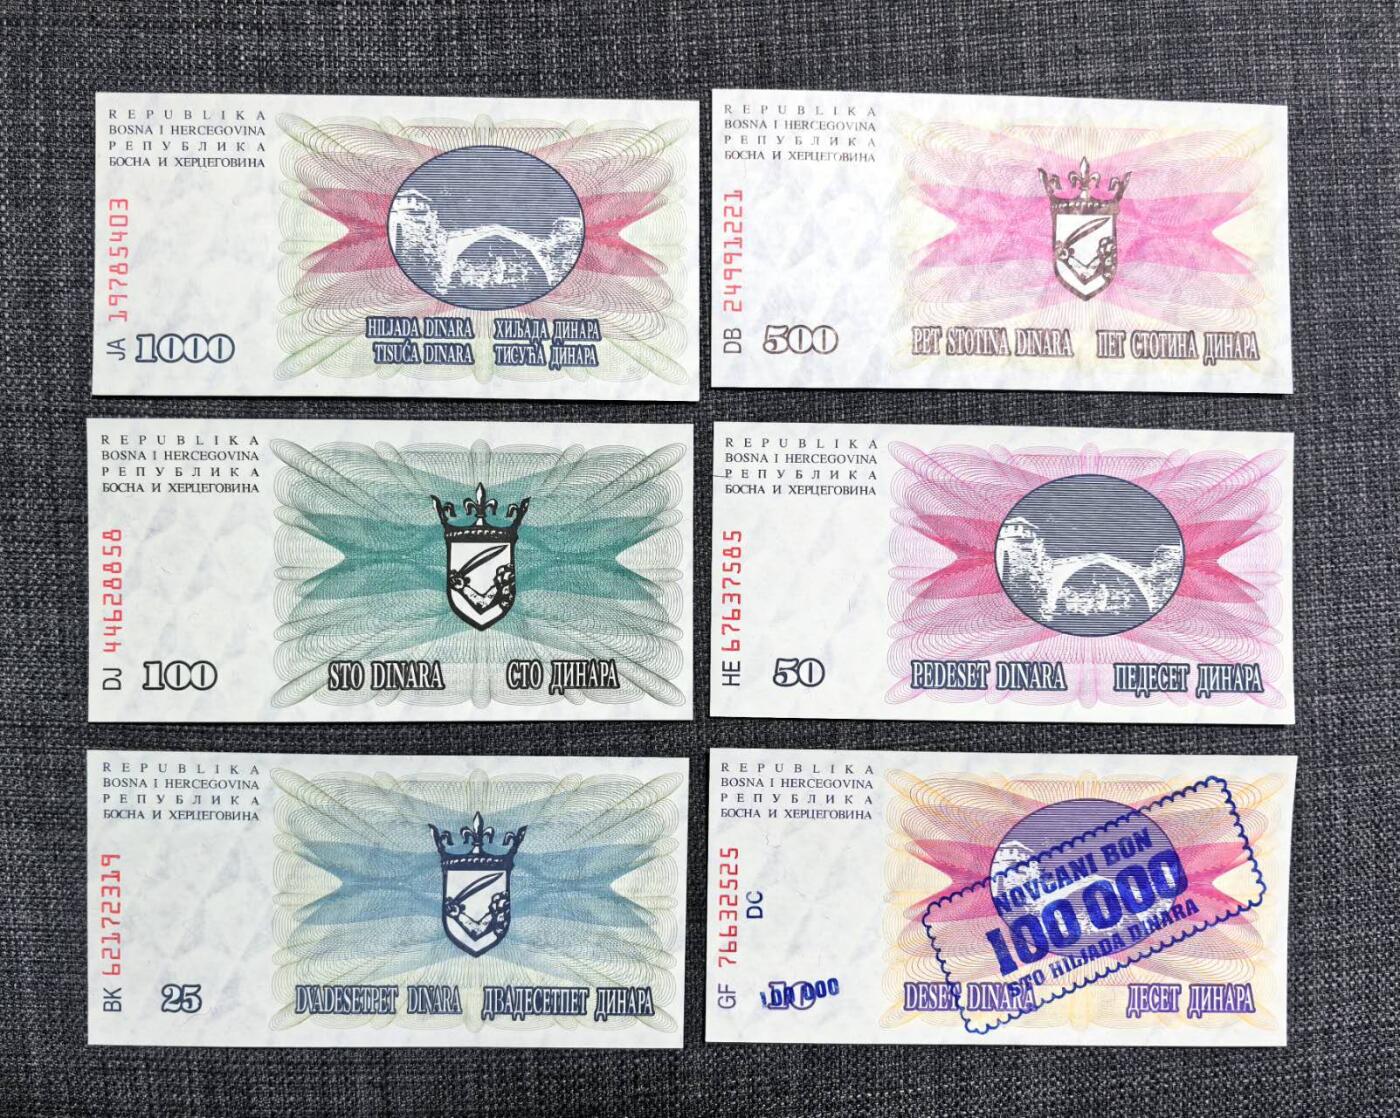 REPUBLIKA
BOSNA I HERCEGOVINA
РЕПУБЛИКА
БОСНА И ХЕРЦЕГОВИНА
JA 19785403
1000
HILJADA DINARA ХИЉАДА ДИНАРА
TISUĆA DINARA ТИСУЋА ДИНАРА
REPUBLIKA
BOSNA I HERCEGOVINA
РЕПУБЛИКА
БОСНА И ХЕРЦЕГОВИНА
DB 24991221
500
PET STOTINA DINARA ПЕТ СТОТИНА ДИНАРА
REPUBLIKA
BOSNA I HERCEGOVINA
РЕПУБЛИКА
БОСНА И ХЕРЦЕГОВИНА
DJ 44628858
100
STO DINARA СТО ДИНАРА
REPUBLIKA
BOSNA I HERCEGOVINA
РЕПУБЛИКА
БОСНА И ХЕРЦЕГОВИНА
HE 67637585
50
PEDESET DINARA ПЕДЕСЕТ ДИНАРА
REPUBLIKA
BOSNA I HERCEGOVINA
РЕПУБЛИКА
БОСНА И ХЕРЦЕГОВИНА
BK 62172319
25
DVADESETPET DINARA ДВАДЕСЕТПЕТ ДИНАРА
REPUBLIKA
BOSNA I HERCEGOVINA
РЕПУБЛИКА
БОСНА И ХЕРЦЕГОВИНА
GF 76632525
DC
10
100 000
NOVČANI BON
100 000
STO HILJADA DINARA
DESET DINARA ДЕСЕТ ДИНАРА